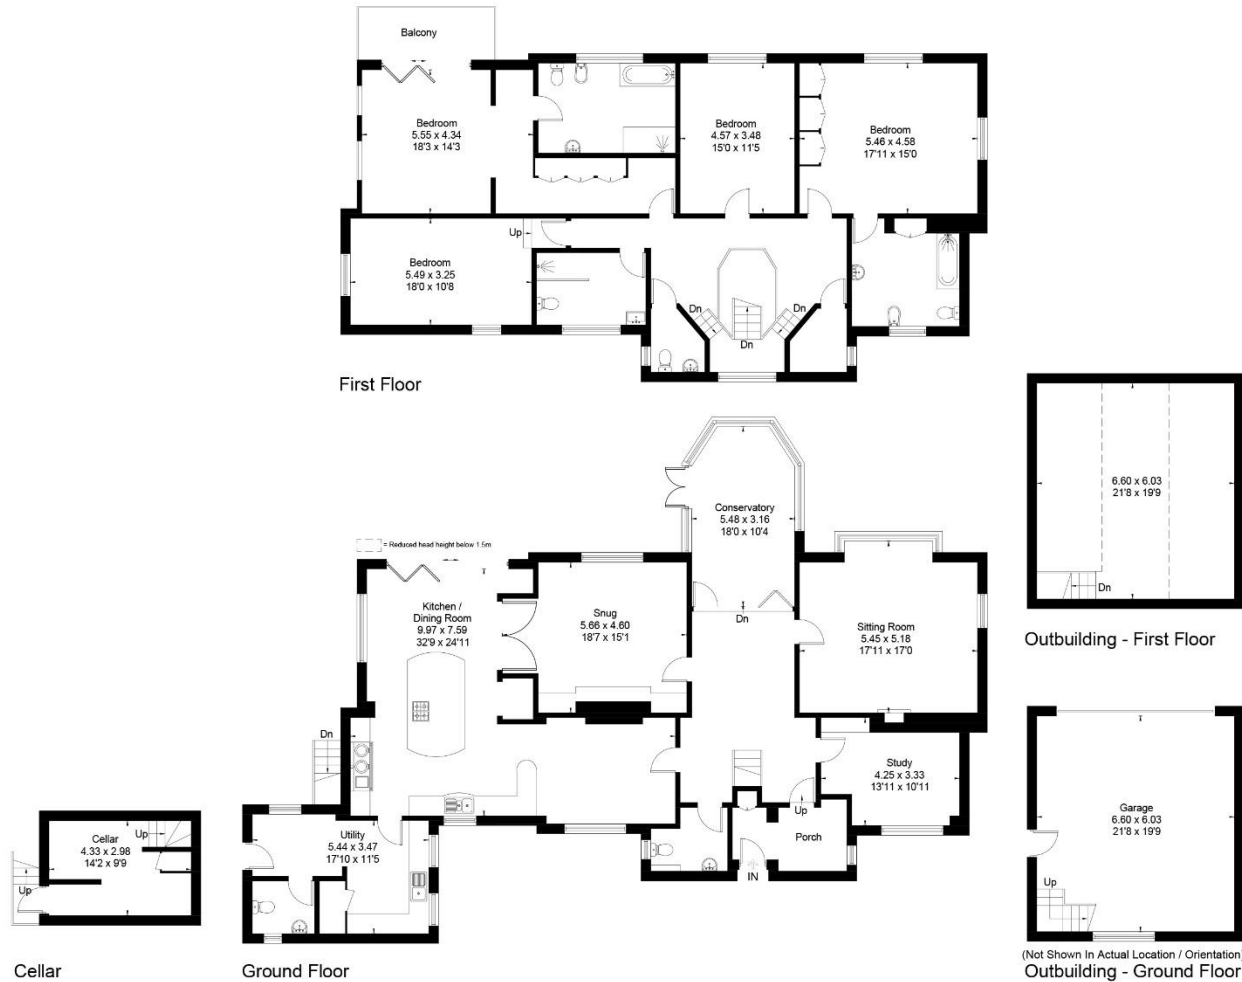 Balcony
Bedroom
5.55 x 4.34
18'3 x 14'3
Bedroom
4.57 x 3.48
15'0 x 11'5
Bedroom
5.46 x 4.58
17'11 x 15'0
Up
Bedroom
5.49 x 3.25
18'0 x 10'8
Dn
Dn
Dn
First Floor
6.60 x 6.03
21'8 x 19'9
Dn
Outbuilding - First Floor
Conservatory
5.48 x 3.16
18'0 x 10'4
= Reduced head height below 1.5m
Kitchen /
Dining Room
9.97 x 7.59
32'9 x 24'11
Snug
5.66 x 4.60
18'7 x 15'1
Dn
Sitting Room
5.45 x 5.18
17'11 x 17'0
Dn
Study
4.25 x 3.33
13'11 x 10'11
Up
Porch
IN
Utility
5.44 x 3.47
17'10 x 11'5
Cellar
4.33 x 2.98
14'2 x 9'9
Up
Up
Garage
6.60 x 6.03
21'8 x 19'9
Up
(Not Shown In Actual Location / Orientation)
Cellar
Ground Floor
Outbuilding - Ground Floor